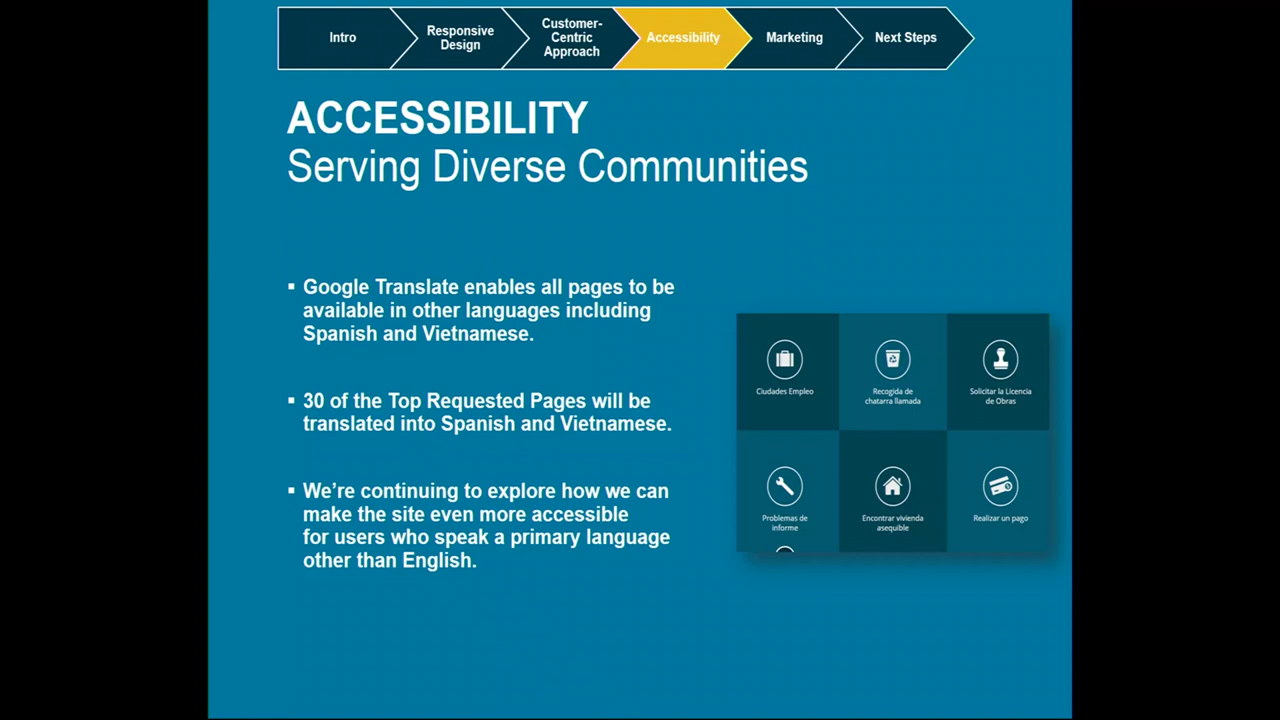 Intro
Responsive
Design
Customer-
Centric
Approach
Accessibility
Marketing
Next Steps
ACCESSIBILITY
Serving Diverse Communities
▪ Google Translate enables all pages to be
available in other languages including
Spanish and Vietnamese.
▪ 30 of the Top Requested Pages will be
translated into Spanish and Vietnamese.
▪ We’re continuing to explore how we can
make the site even more accessible
for users who speak a primary language
other than English.
Ciudades Empleo
Recogida de
chatarra llamada
Solicitar la Licencia
de Obras
Problemas de
informe
Encontrar vivienda
asequible
Realizar un pago